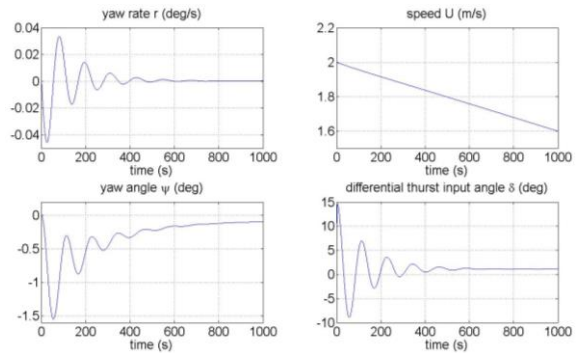 yaw rate r (deg/s)
0.04
0.02
0
-0.02
-0.04
0 200 400 600 800 1000
time (s)
speed U (m/s)
2.2
2
1.8
1.6
0 200 400 600 800 1000
time (s)
yaw angle ψ (deg)
0
-0.5
-1
-1.5
0 200 400 600 800 1000
time (s)
differential thurst input angle δ (deg)
15
10
5
0
-5
-10
0 200 400 600 800 1000
time (s)